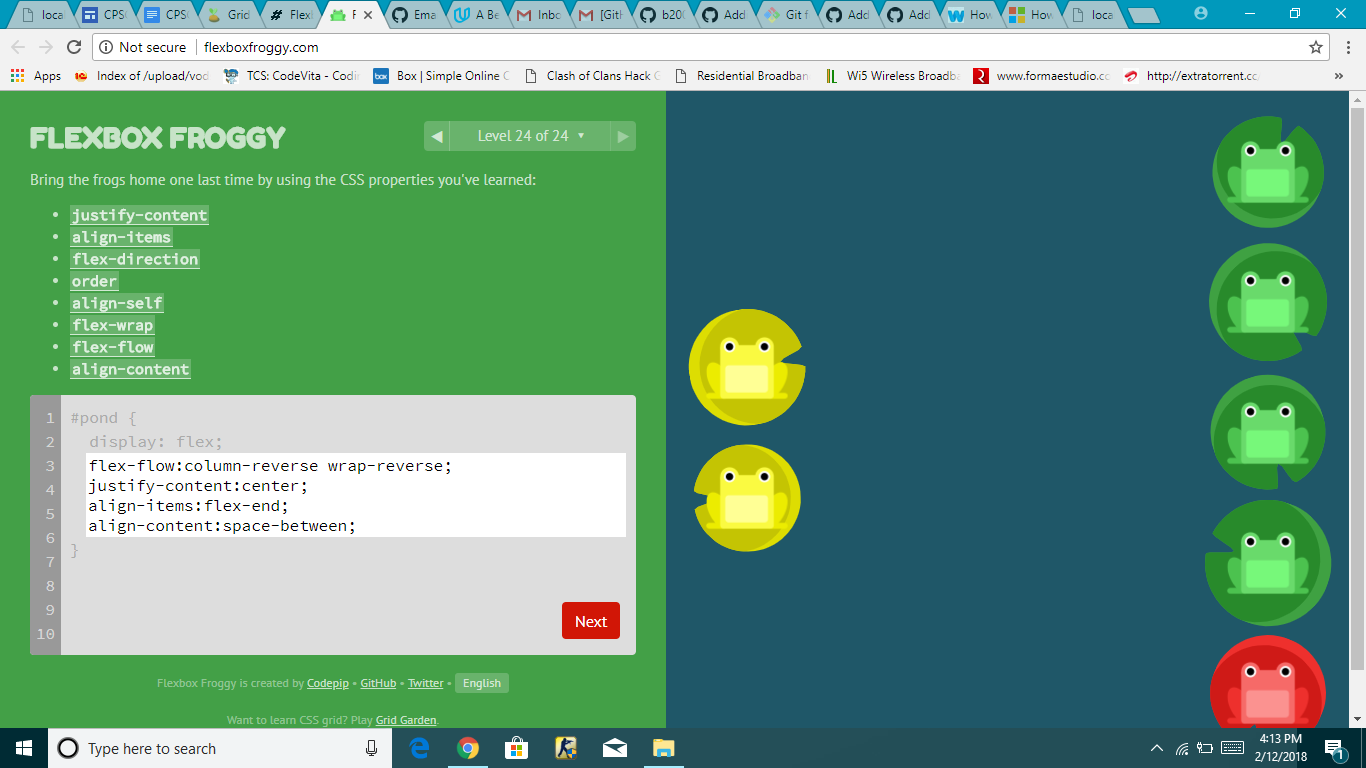 loca
CPS
CPS
Grid
Flex
F
Ema
A Be
Inbo
[Git
b200
Add
Git f
Add
Add
How
How
loca
Not secure
flexboxfroggy.com
Apps
Index of /upload/vod
TCS: CodeVita - Codi
box
Box | Simple Online C
Clash of Clans Hack
Residential Broadban
Wi5 Wireless Broadba
www.formaestudio.co
http://extratorrent.cc
»
FLEXBOX FROGGY
◀ Level 24 of 24 ▼ ▶
Bring the frogs home one last time by using the CSS properties you've learned:
• justify-content
• align-items
• flex-direction
• order
• align-self
• flex-wrap
• flex-flow
• align-content
1 #pond {
2 display: flex;
3 flex-flow:column-reverse wrap-reverse;
4 justify-content:center;
5 align-items:flex-end;
6 align-content:space-between;
7 }
8
9
10
Next
Flexbox Froggy is created by Codepip • GitHub • Twitter • English
Want to learn CSS grid? Play Grid Garden.
Type here to search
4:13 PM
2/12/2018
1